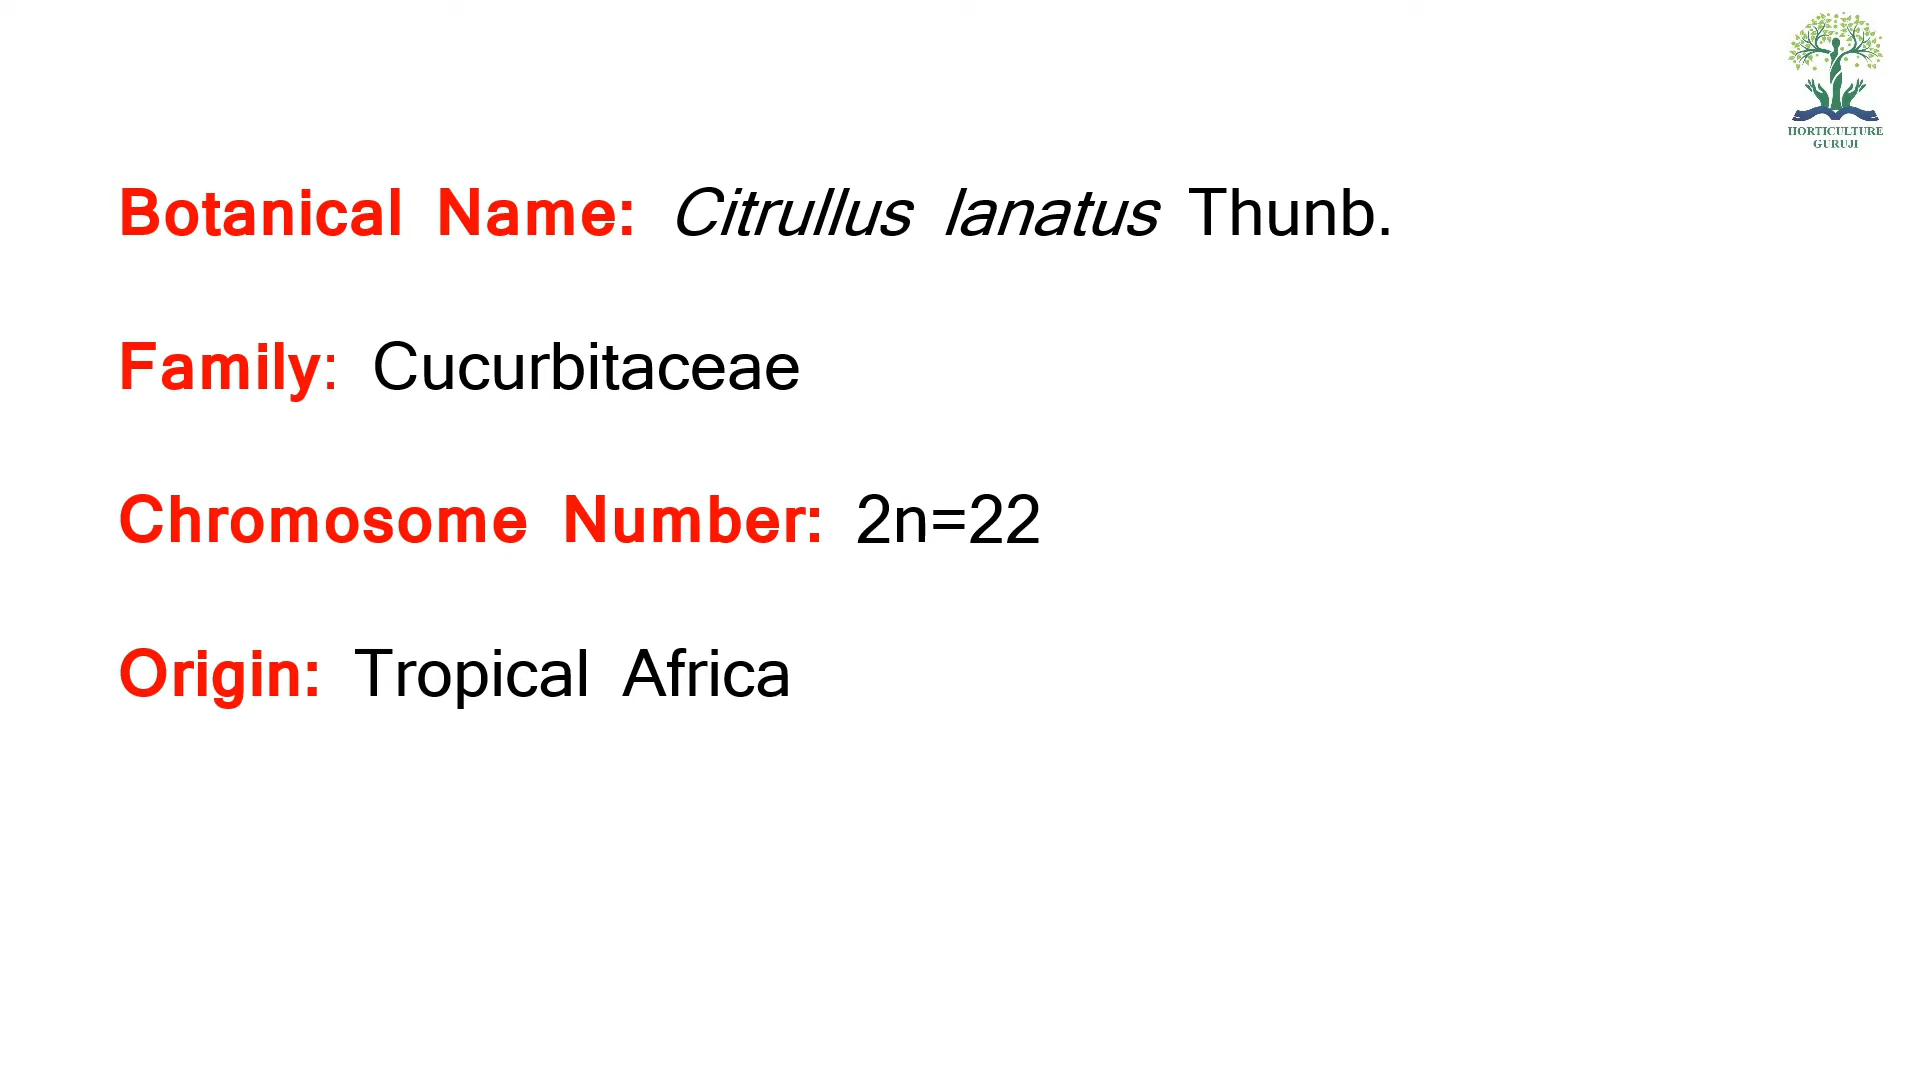 HORTICULTURE
GURUJI
Botanical Name: Citrullus lanatus Thunb.
Family: Cucurbitaceae
Chromosome Number: 2n=22
Origin: Tropical Africa